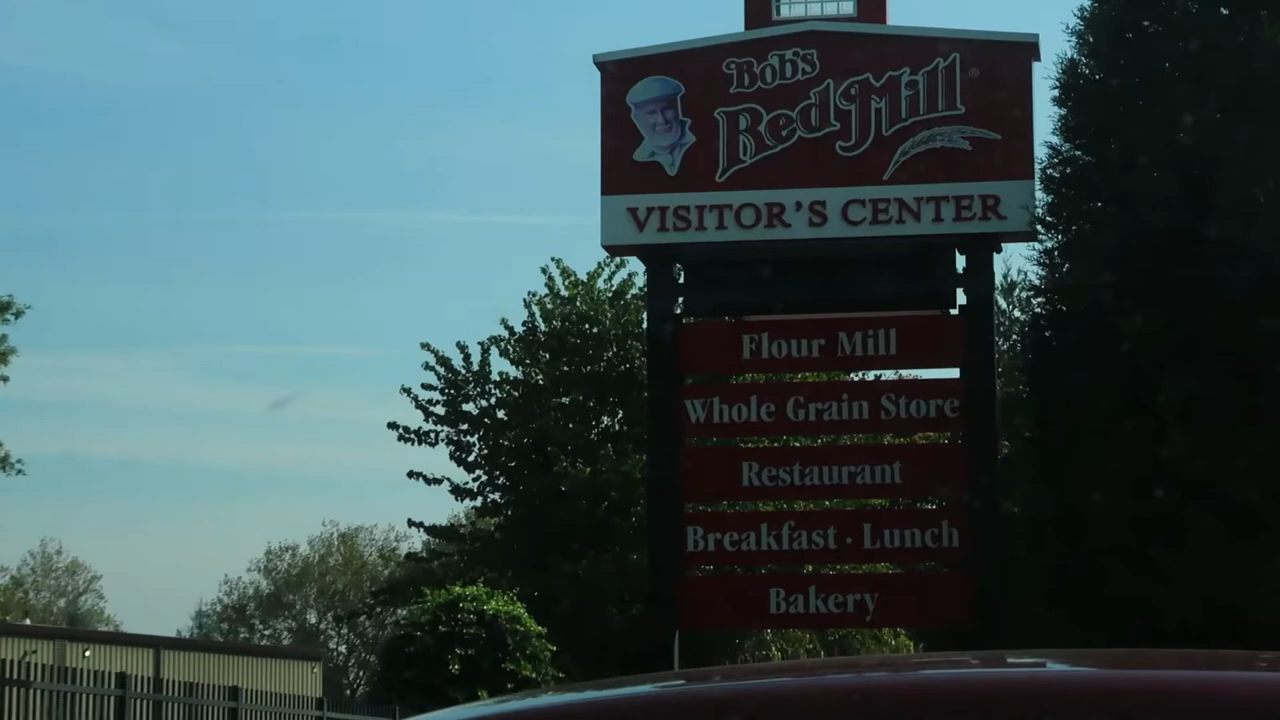 Bob's
Red Mill®
VISITOR'S CENTER
Flour Mill
Whole Grain Store
Restaurant
Breakfast · Lunch
Bakery